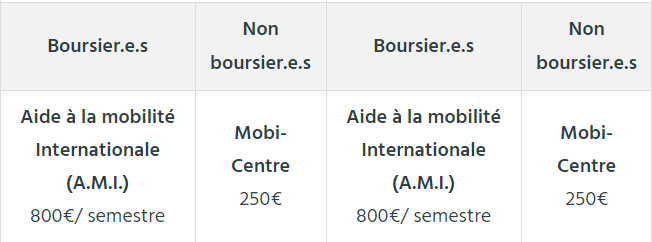 Boursier.e.s
Non
boursier.e.s
Boursier.e.s
Non
boursier.e.s
Aide à la mobilité
Internationale
(A.M.I.)
800€/ semestre
Mobi-
Centre
250€
Aide à la mobilité
Internationale
(A.M.I.)
800€/ semestre
Mobi-
Centre
250€